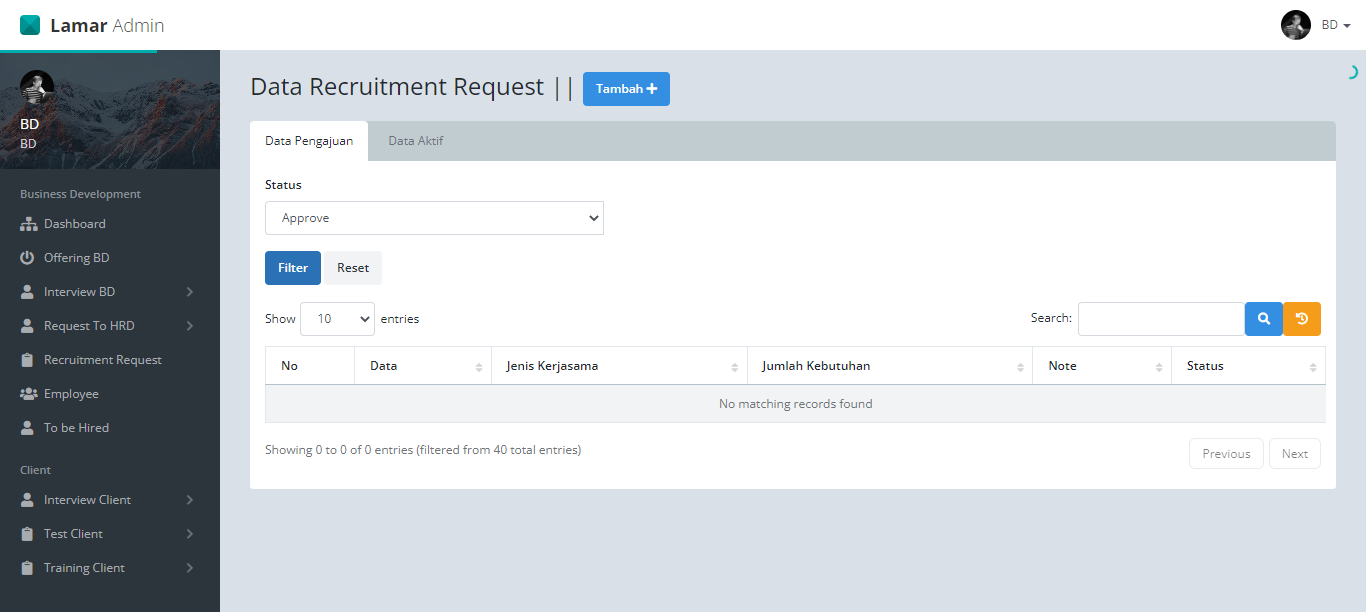 Lamar Admin
BD
BD
BD
Business Development
Dashboard
Offering BD
Interview BD
Request To HRD
Recruitment Request
Employee
To be Hired
Client
Interview Client
Test Client
Training Client
Data Recruitment Request || Tambah
Data Pengajuan Data Aktif
Status
Approve
Filter Reset
Show 10 entries Search:
No Data Jenis Kerjasama Jumlah Kebutuhan Note Status
No matching records found
Showing 0 to 0 of 0 entries (filtered from 40 total entries) Previous Next